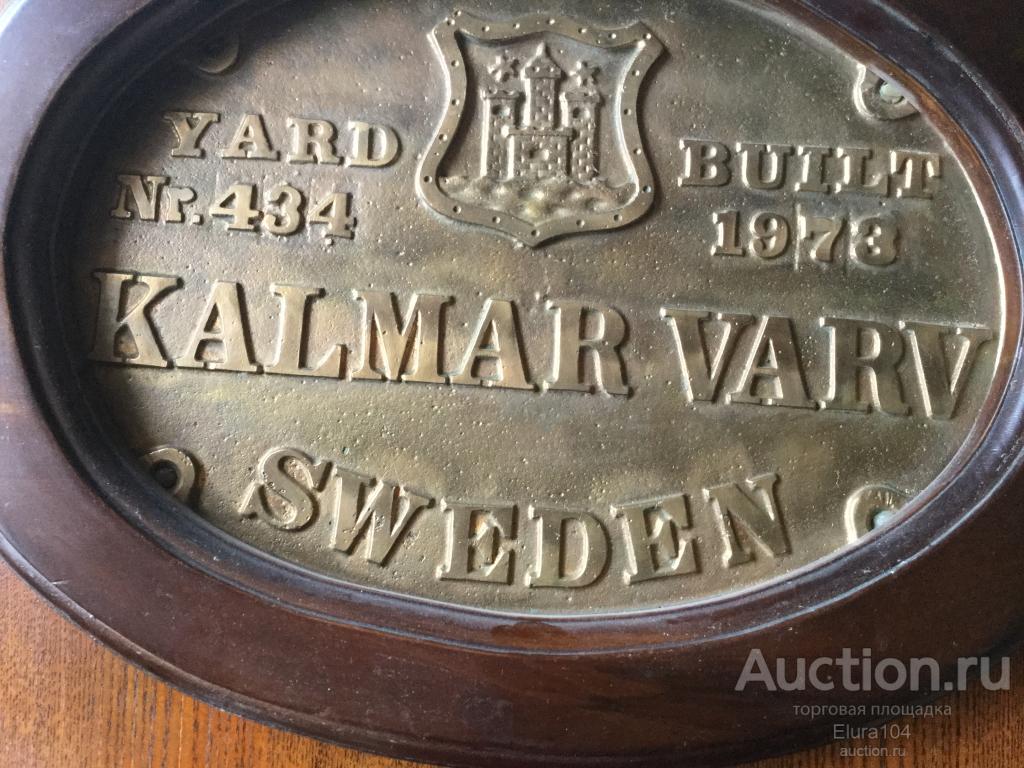 YARD
Nr. 434
BUILT
1973
KALMAR VARV
SWEDEN
Auction.ru
торговая площадка
Elura104
auction.ru